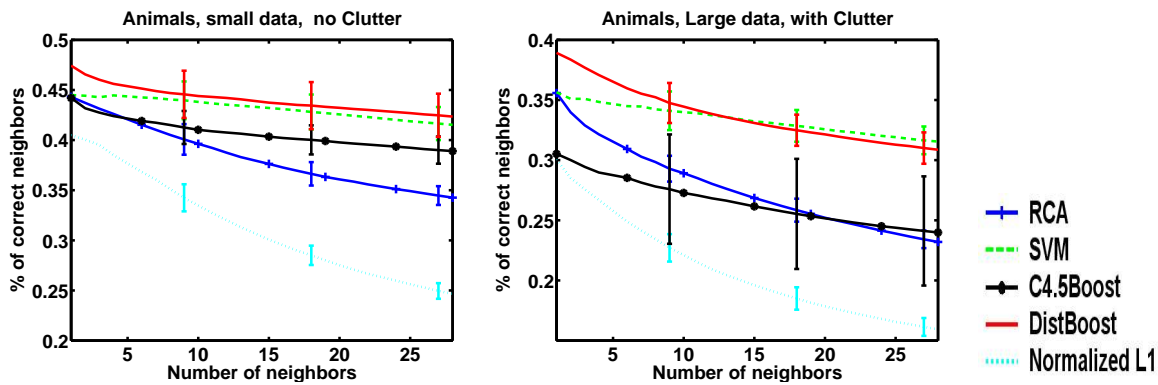 Animals, small data, no Clutter
% of correct neighbors
0.5
0.45
0.4
0.35
0.3
0.25
0.2
5
10
15
20
25
Number of neighbors
Animals, Large data, with Clutter
% of correct neighbors
0.4
0.35
0.3
0.25
0.2
5
10
15
20
25
Number of neighbors
RCA
SVM
C4.5Boost
DistBoost
Normalized L1